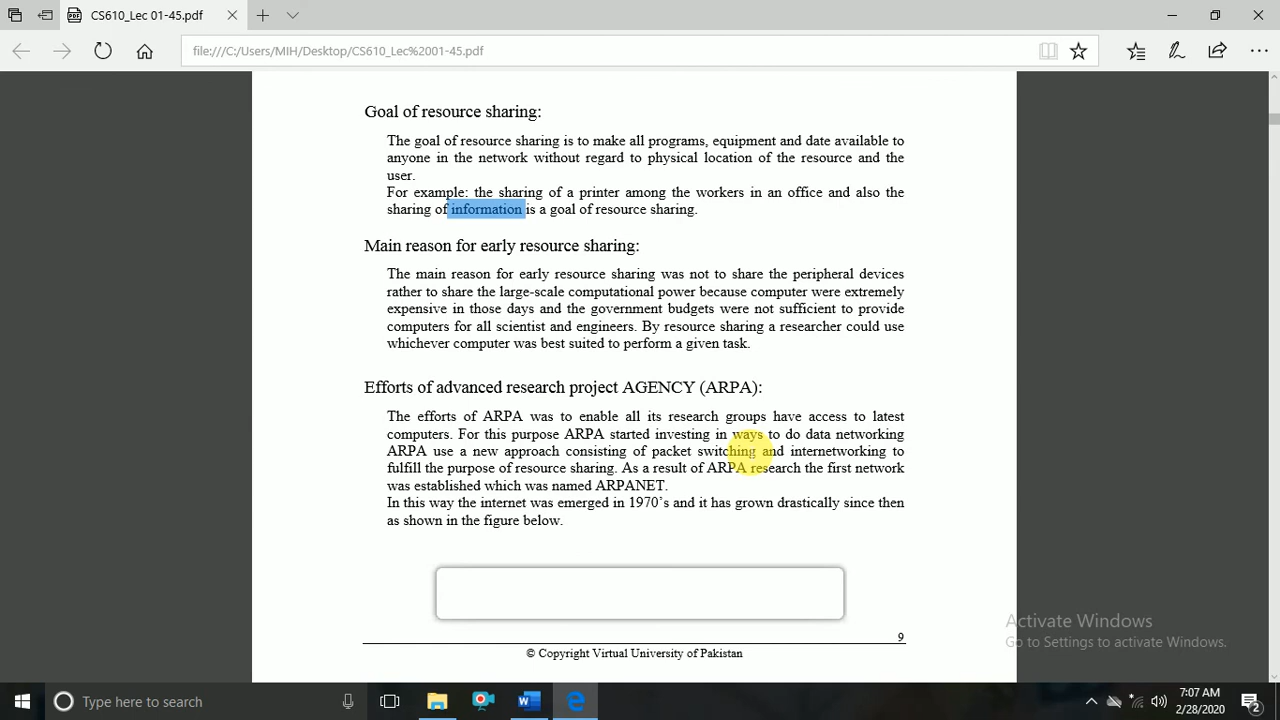 CS610_Lec 01-45.pdf
file:///C:/Users/MIH/Desktop/CS610_Lec%2001-45.pdf
Goal of resource sharing:
The goal of resource sharing is to make all programs, equipment and date available to
anyone in the network without regard to physical location of the resource and the
user.
For example: the sharing of a printer among the workers in an office and also the
sharing of information is a goal of resource sharing.
Main reason for early resource sharing:
The main reason for early resource sharing was not to share the peripheral devices
rather to share the large-scale computational power because computer were extremely
expensive in those days and the government budgets were not sufficient to provide
computers for all scientist and engineers. By resource sharing a researcher could use
whichever computer was best suited to perform a given task.
Efforts of advanced research project AGENCY (ARPA):
The efforts of ARPA was to enable all its research groups have access to latest
computers. For this purpose ARPA started investing in ways to do data networking
ARPA use a new approach consisting of packet switching and internetworking to
fulfill the purpose of resource sharing. As a result of ARPA research the first network
was established which was named ARPANET.
In this way the internet was emerged in 1970's and it has grown drastically since then
as shown in the figure below.
9
© Copyright Virtual University of Pakistan
Activate Windows
Go to Settings to activate Windows.
Type here to search
7:07 AM
2/28/2020
2